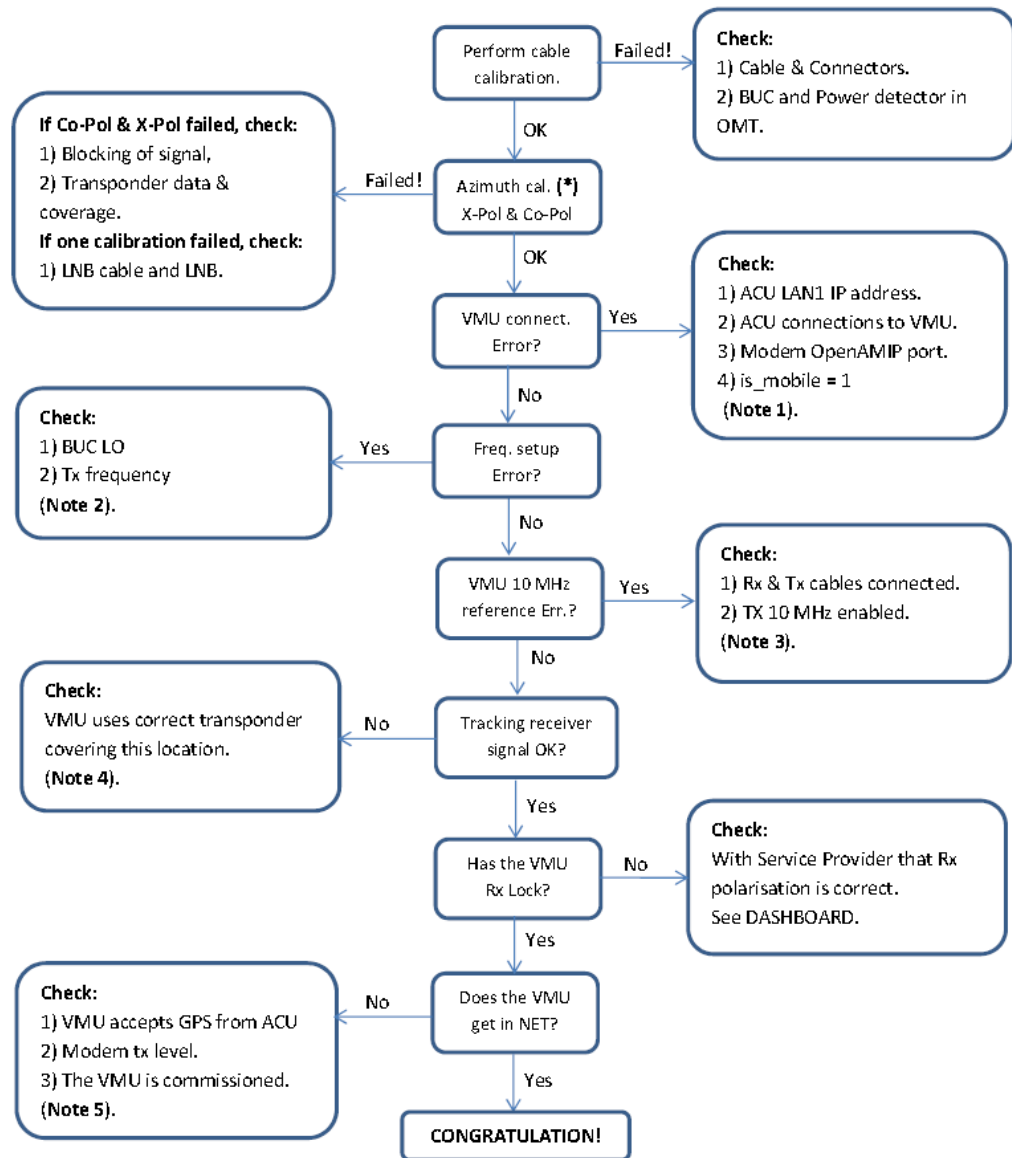 Perform cable
calibration.
Failed!
Check:
1) Cable & Connectors.
2) BUC and Power detector in
OMT.
OK
Azimuth cal. (*)
X-Pol & Co-Pol
Failed!
If Co-Pol & X-Pol failed, check:
1) Blocking of signal,
2) Transponder data &
coverage.
If one calibration failed, check:
1) LNB cable and LNB.
OK
VMU connect.
Error?
Yes
Check:
1) ACU LAN1 IP address.
2) ACU connections to VMU.
3) Modem OpenAMIP port.
4) is_mobile = 1
(Note 1).
No
Freq. setup
Error?
Yes
Check:
1) BUC LO
2) Tx frequency
(Note 2).
No
VMU 10 MHz
reference Err.?
Yes
Check:
1) Rx & Tx cables connected.
2) TX 10 MHz enabled.
(Note 3).
No
Tracking receiver
signal OK?
No
Check:
VMU uses correct transponder
covering this location.
(Note 4).
Yes
Has the VMU
Rx Lock?
No
Check:
With Service Provider that Rx
polarisation is correct.
See DASHBOARD.
Yes
Does the VMU
get in NET?
No
Check:
1) VMU accepts GPS from ACU
2) Modem tx level.
3) The VMU is commissioned.
(Note 5).
Yes
CONGRATULATION!